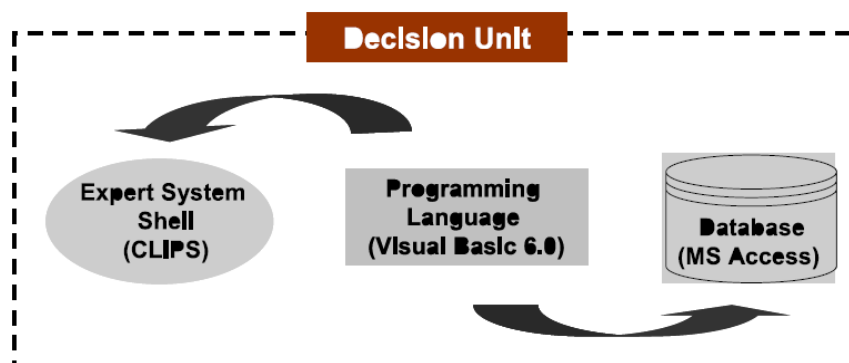 Decision Unit
Expert System
Shell
(CLIPS)
Programming
Language
(Visual Basic 6.0)
Database
(MS Access)